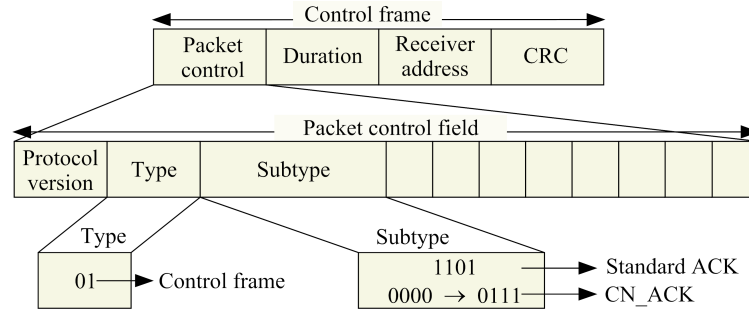 Control frame
Packet control
Duration
Receiver address
CRC
Packet control field
Protocol version
Type
Subtype
Type
Subtype
01
Control frame
1101
Standard ACK
0000 → 0111
CN_ACK